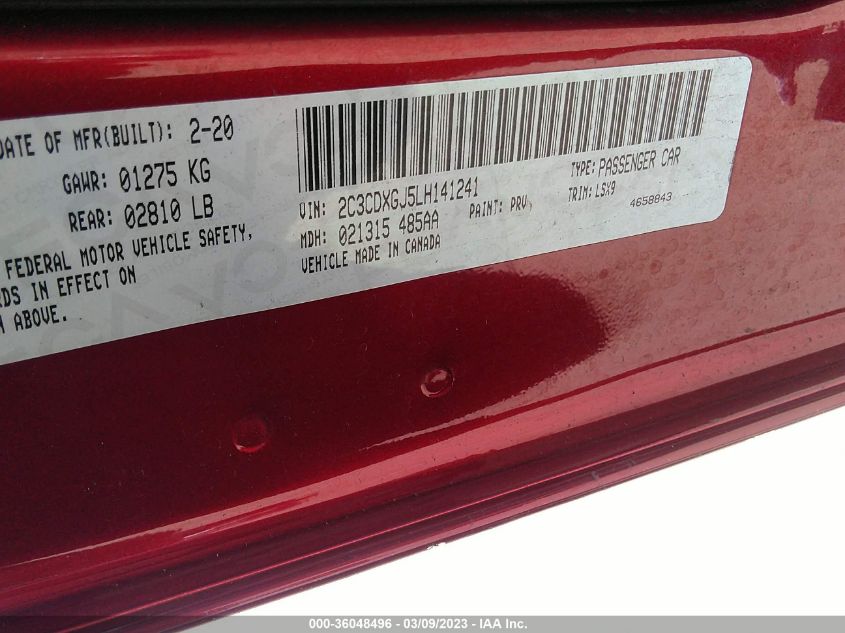 DATE OF MFR(BUILT): 2-20
GAWR: 01275 KG
REAR: 02810 LB
FEDERAL MOTOR VEHICLE SAFETY,
RDS IN EFFECT ON
ABOVE.
VIN: 2C3CDXGJ5LH141241
TYPE: PASSENGER CAR
MDH: 021315 485AA
PAINT: PRV,
TRIM: LSX9
VEHICLE MADE IN CANADA
4658843
000-36048496 - 03/09/2023 - IAA Inc.